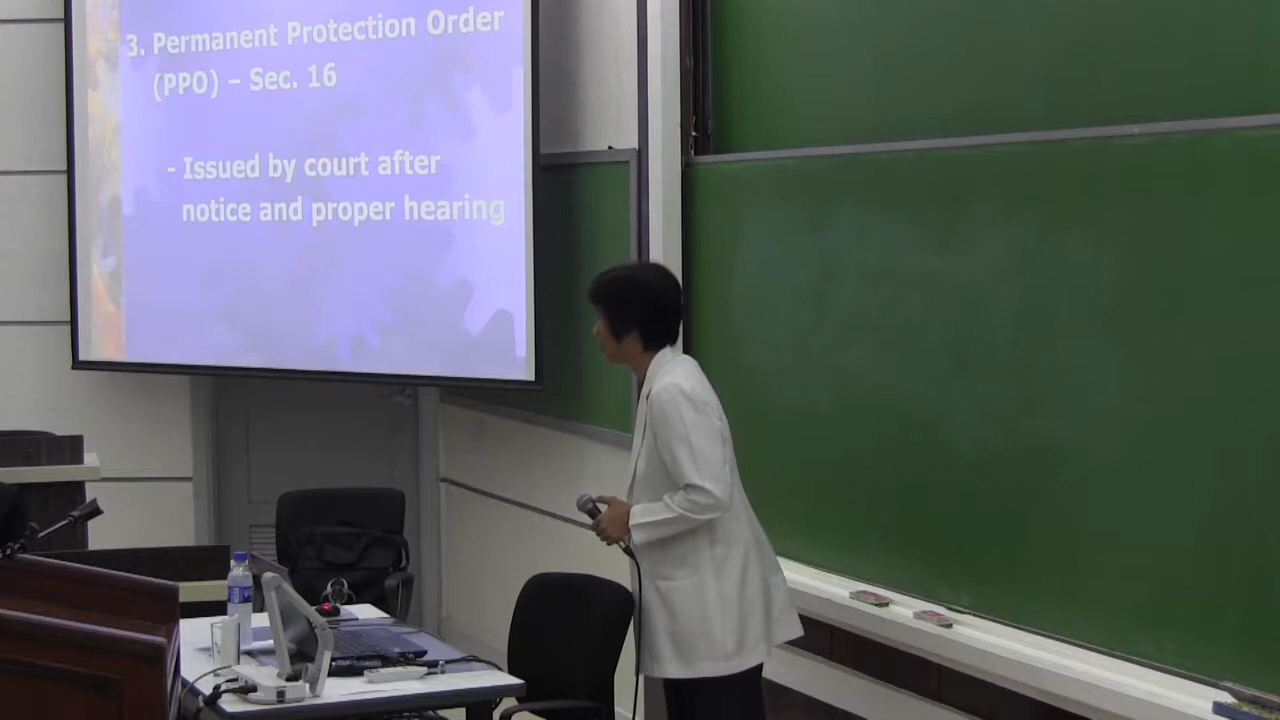 3. Permanent Protection Order
(PPO) – Sec. 16
- Issued by court after
notice and proper hearing